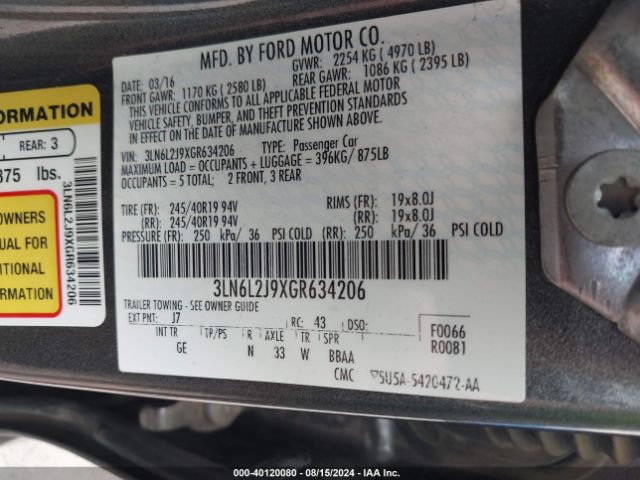 MFD. BY FORD MOTOR CO.
DATE: 03/16 GVWR: 2254 KG ( 4970 LB)
FRONT GAWR: 1170 KG ( 2580 LB) REAR GAWR: 1086 KG ( 2395 LB)
THIS VEHICLE CONFORMS TO ALL APPLICABLE FEDERAL MOTOR
VEHICLE SAFETY, BUMPER, AND THEFT PREVENTION STANDARDS
IN EFFECT ON THE DATE OF MANUFACTURE SHOWN ABOVE.
VIN: 3LN6L2J9XGR634206 TYPE: Passenger Car
MAXIMUM LOAD = OCCUPANTS + LUGGAGE = 396KG/ 875LB
OCCUPANTS = 5 TOTAL; 2 FRONT, 3 REAR
TIRE (FR): 245/40R19 94V RIMS (FR): 19x8.0J
(RR): 245/40R19 94V (RR): 19x8.0J
PRESSURE (FR): 250 kPa/ 36 PSI COLD (RR): 250 kPa/ 36 PSI COLD
3LN6L2J9XGR634206
TRAILER TOWING - SEE OWNER GUIDE
EXT PNT: J7 RC: 43 DSO: F0066
INT TR TP/PS R AXLE TR SPR R0081
GE N 33 W BBAA
CMC 5U5A-5420472-AA
FORMATION
REAR: 3
875 lbs.
OWNERS
UAL FOR
ITIONAL
RMATION
3LN6L2J9XGR634206
000-40120080 - 08/15/2024 - IAA Inc.